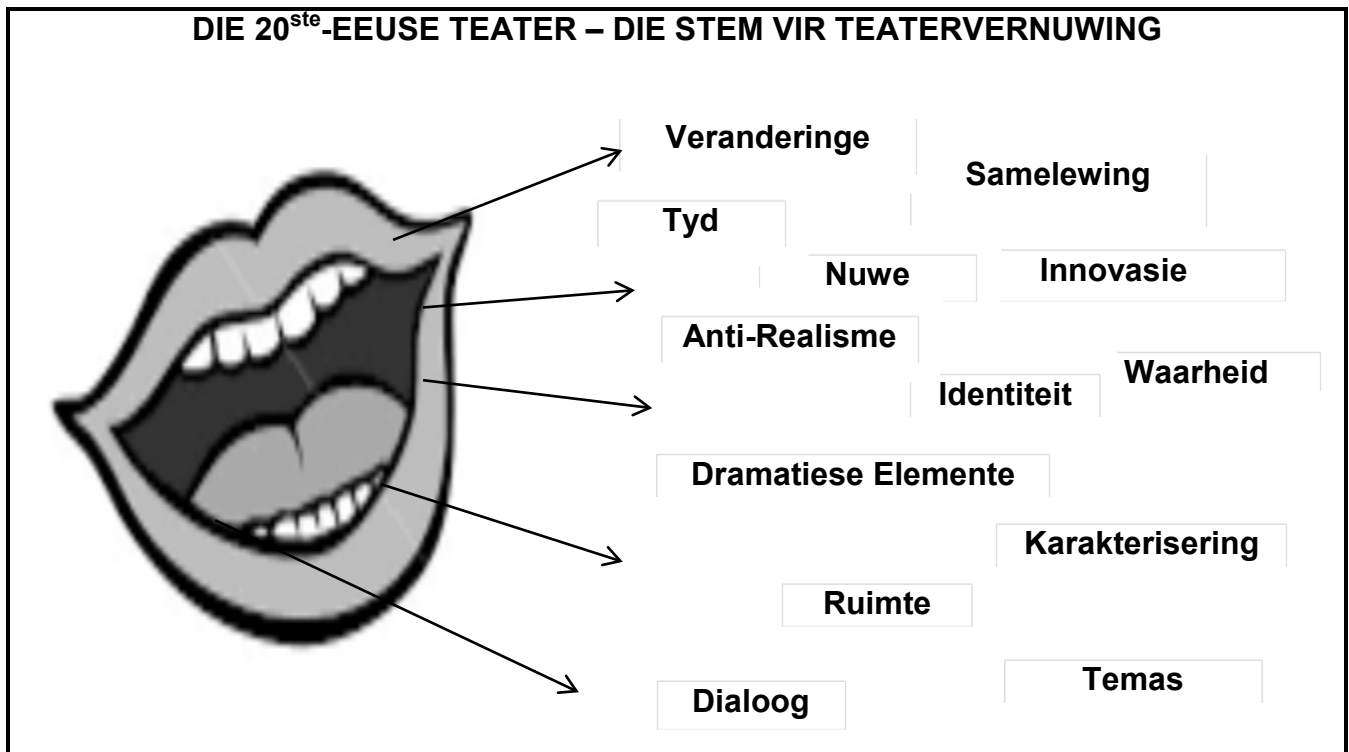 DIE 20ste-EEUSE TEATER – DIE STEM VIR TEATERVERNUWING
Veranderinge
Samelewing
Tyd
Nuwe
Innovasie
Anti-Realisme
Waarheid
Identiteit
Dramatiese Elemente
Karakterisering
Ruimte
Temas
Dialoog